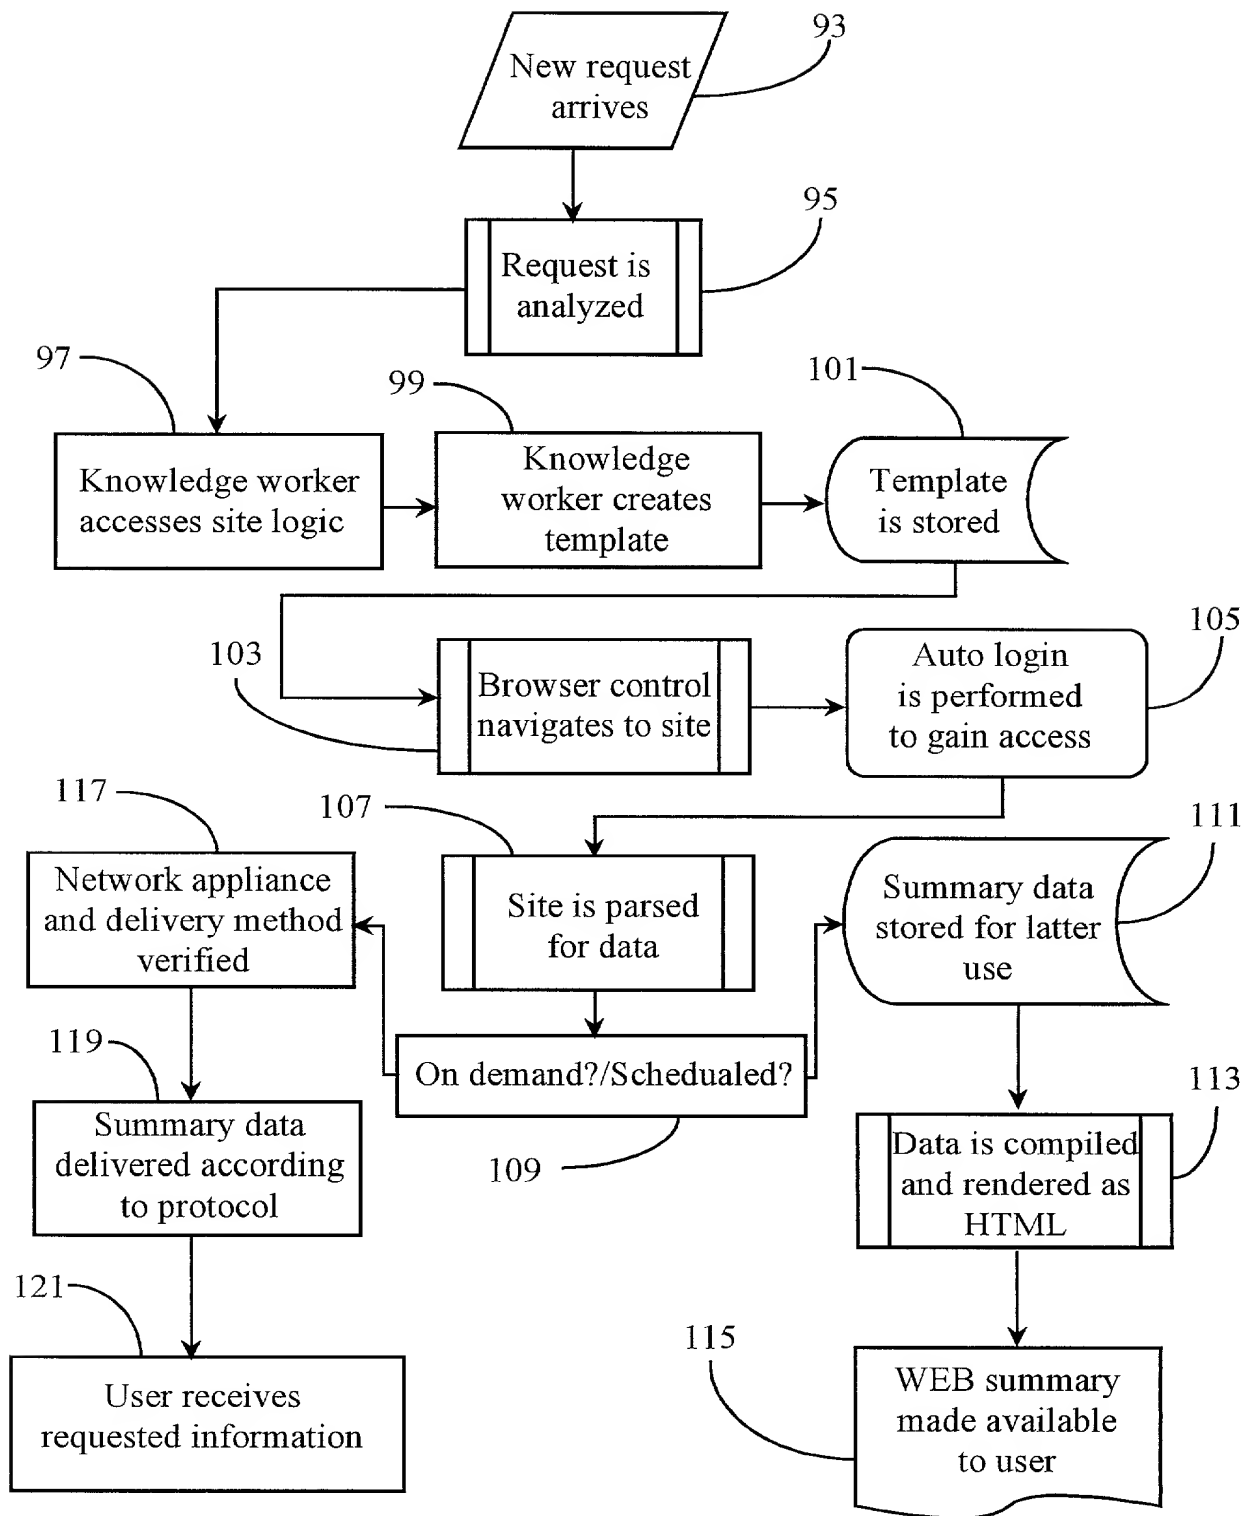 93
New request
arrives
95
Request is
analyzed
97
Knowledge worker
accesses site logic
99
Knowledge
worker creates
template
101
Template
is stored
103
Browser control
navigates to site
105
Auto login
is performed
to gain access
107
Site is parsed
for data
109
On demand?/Schedualed?
111
Summary data
stored for latter
use
113
Data is compiled
and rendered as
HTML
115
WEB summary
made available
to user
117
Network appliance
and delivery method
verified
119
Summary data
delivered according
to protocol
121
User receives
requested information